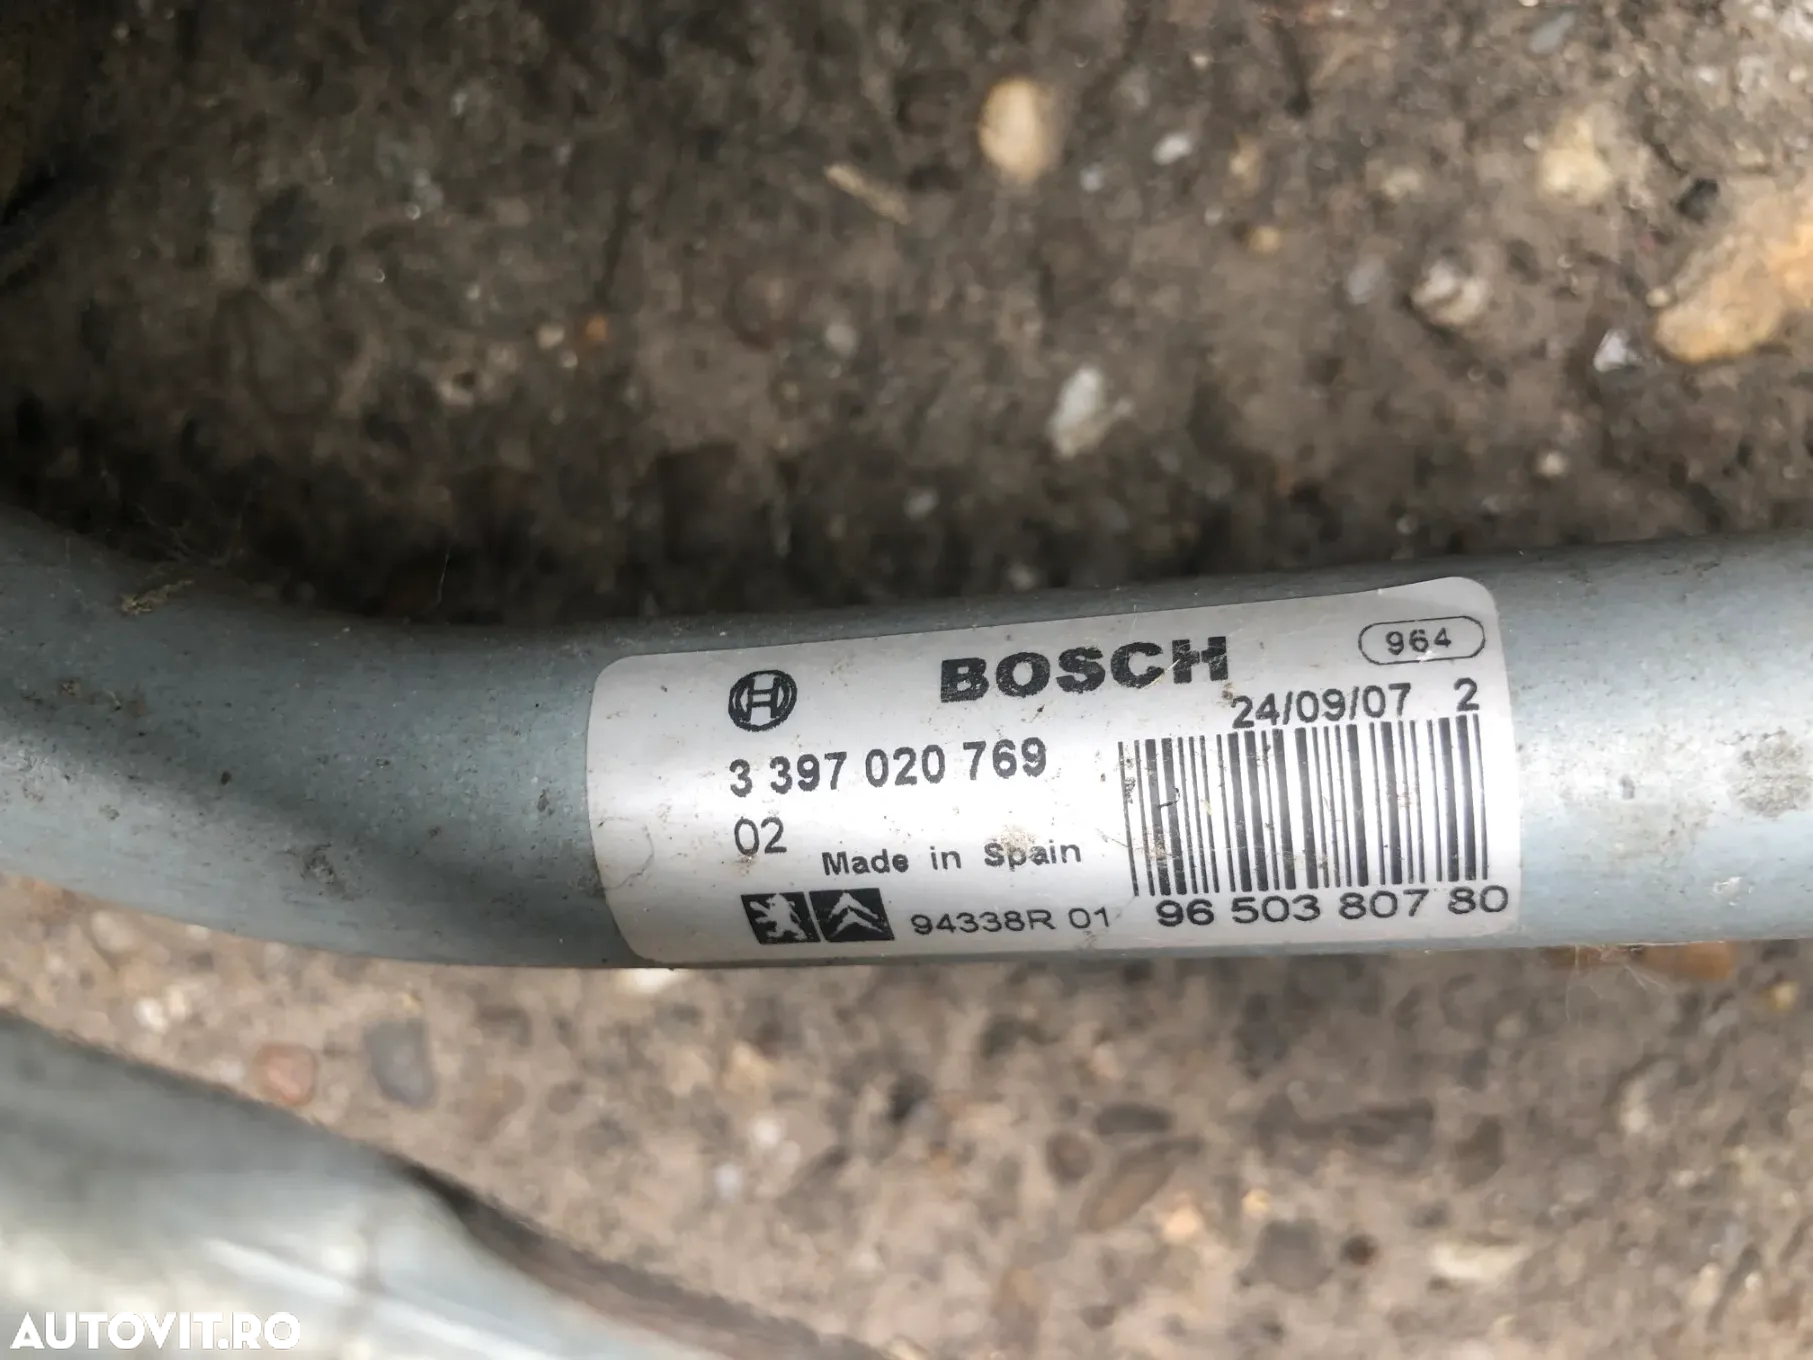 BOSCH
964
24/09/07 2
3 397 020 769
02
Made in Spain
94338R 01
96 503 807 80
AUTOVIT.RO